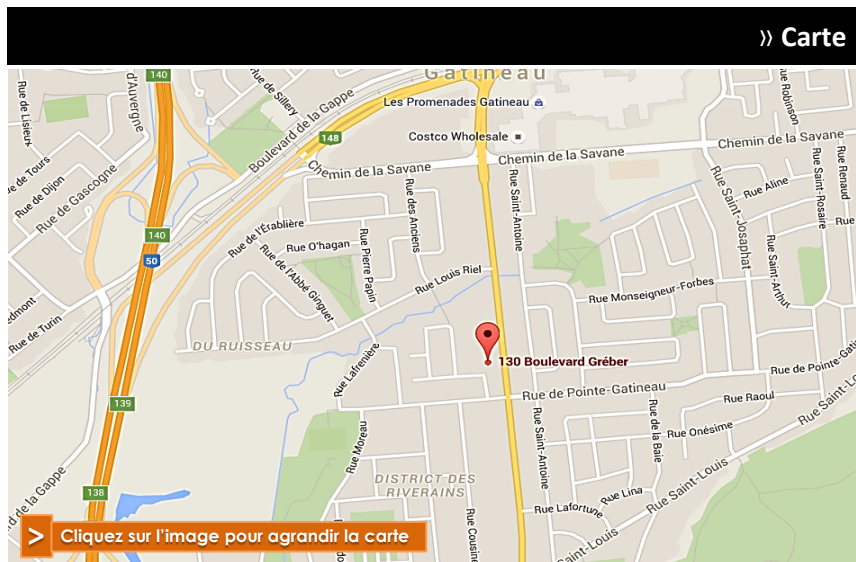 » Carte
140
Rue de Lisieux
d'Auvergne
Rue de Sillery
Gatineau
Les Promenades Gatineau
Rue Robinson
Boulevard de la Gappe
148
Costco Wholesale
Chemin de la Savane
Chemin de la Savane
Chemin de la Savane
Rue de Dijon
Rue de Gascogne
Rue des Anciens
Rue Saint-Antoine
Rue Saint-Josaphat
Rue Aline
Rue Saint-Rosaire
Rue Renaud
140
Rue de l'Érablière
Rue O'hagan
Rue Pierre Papin
Rue
50
Rue de l'Abbé Ginguet
Rue Louis Riel
Rue Monseigneur-Forbes
Rue Saint-Arthur
edmont
Rue de Turin
DU RUISSEAU
130 Boulevard Gréber
Rue Lafrenière
Rue de Pointe-Gati
Rue de Pointe-Gatineau
139
Rue Raoul
Rue Saint-Lo
Rue Moreau
Rue Saint-Antoine
Rue de la Baie
Rue Onésime
DISTRICT DES
RIVERAINS
138
d de la Gappe
Rue Lina
Rue Saint-Louis
Rue Lafortune
Rue Cousine
aint-Louis
> Cliquez sur l'image pour agrandir la carte